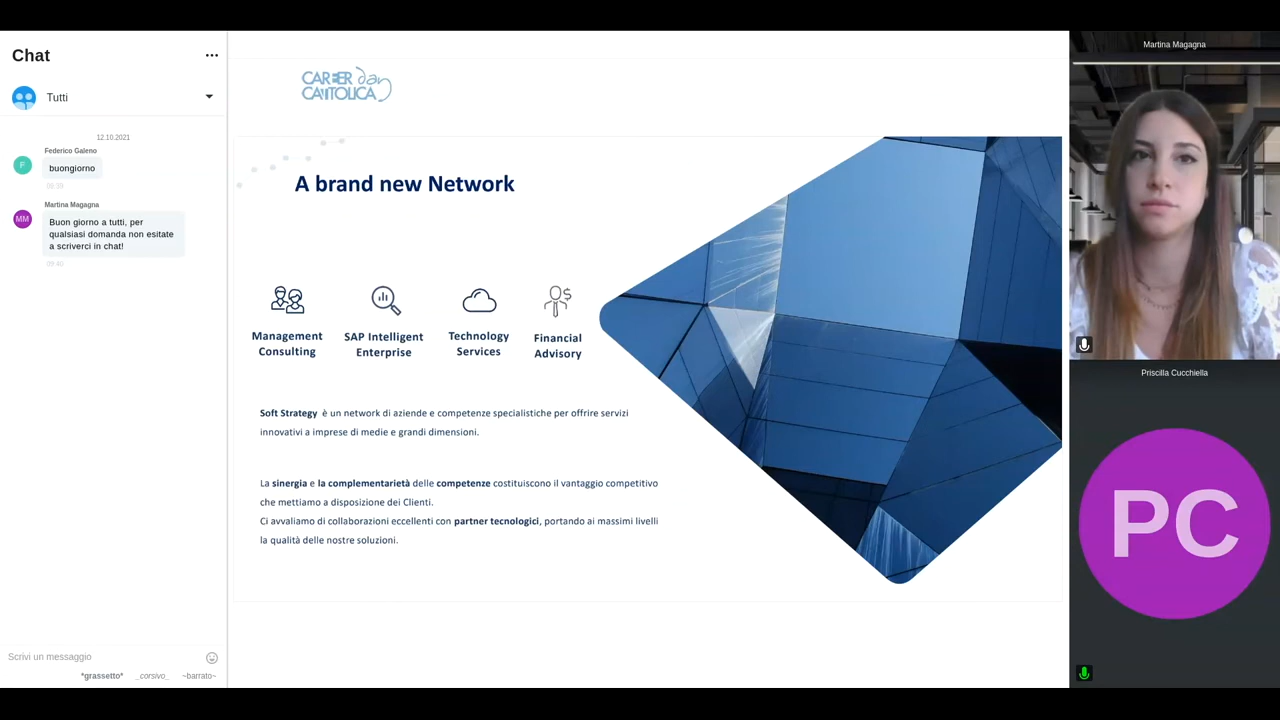 Chat
Tutti
12.10.2021
Federico Galeno
F
buongiorno
09:39
Martina Magagna
MM
Buon giorno a tutti, per
qualsiasi domanda non esitate
a scriverci in chat!
09:40
Scrivi un messaggio
*grassetto* _corsivo_ ~barrato~
CAREER day
CATTOLICA
A brand new Network
Management
Consulting
SAP Intelligent
Enterprise
Technology
Services
Financial
Advisory
Soft Strategy è un network di aziende e competenze specialistiche per offrire servizi
innovativi a imprese di medie e grandi dimensioni.
La sinergia e la complementarietà delle competenze costituiscono il vantaggio competitivo
che mettiamo a disposizione dei Clienti.
Ci avvaliamo di collaborazioni eccellenti con partner tecnologici, portando ai massimi livelli
la qualità delle nostre soluzioni.
Martina Magagna
Priscilla Cucchiella
PC